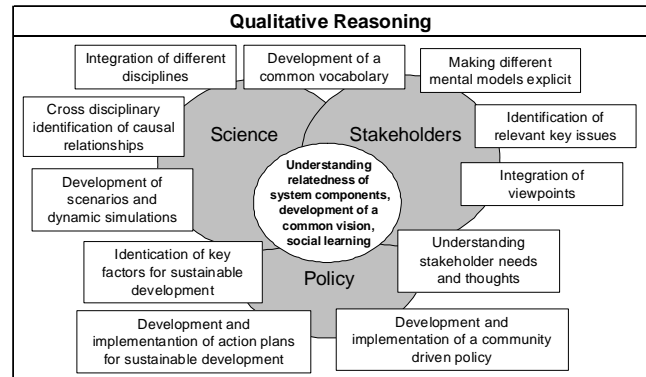 Qualitative Reasoning
Integration of different
disciplines
Development of a
common vocabulary
Making different
mental models explicit
Cross disciplinary
identification of causal
relationships
Science
Stakeholders
Identification of
relevant key issues
Development of
scenarios and
dynamic simulations
Understanding
relatedness of
system components,
development of a
common vision,
social learning
Integration of
viewpoints
Identication of key
factors for sustainable
development
Policy
Understanding
stakeholder needs
and thoughts
Development and
implementantion of action plans
for sustainable development
Development and
implementation of a community
driven policy